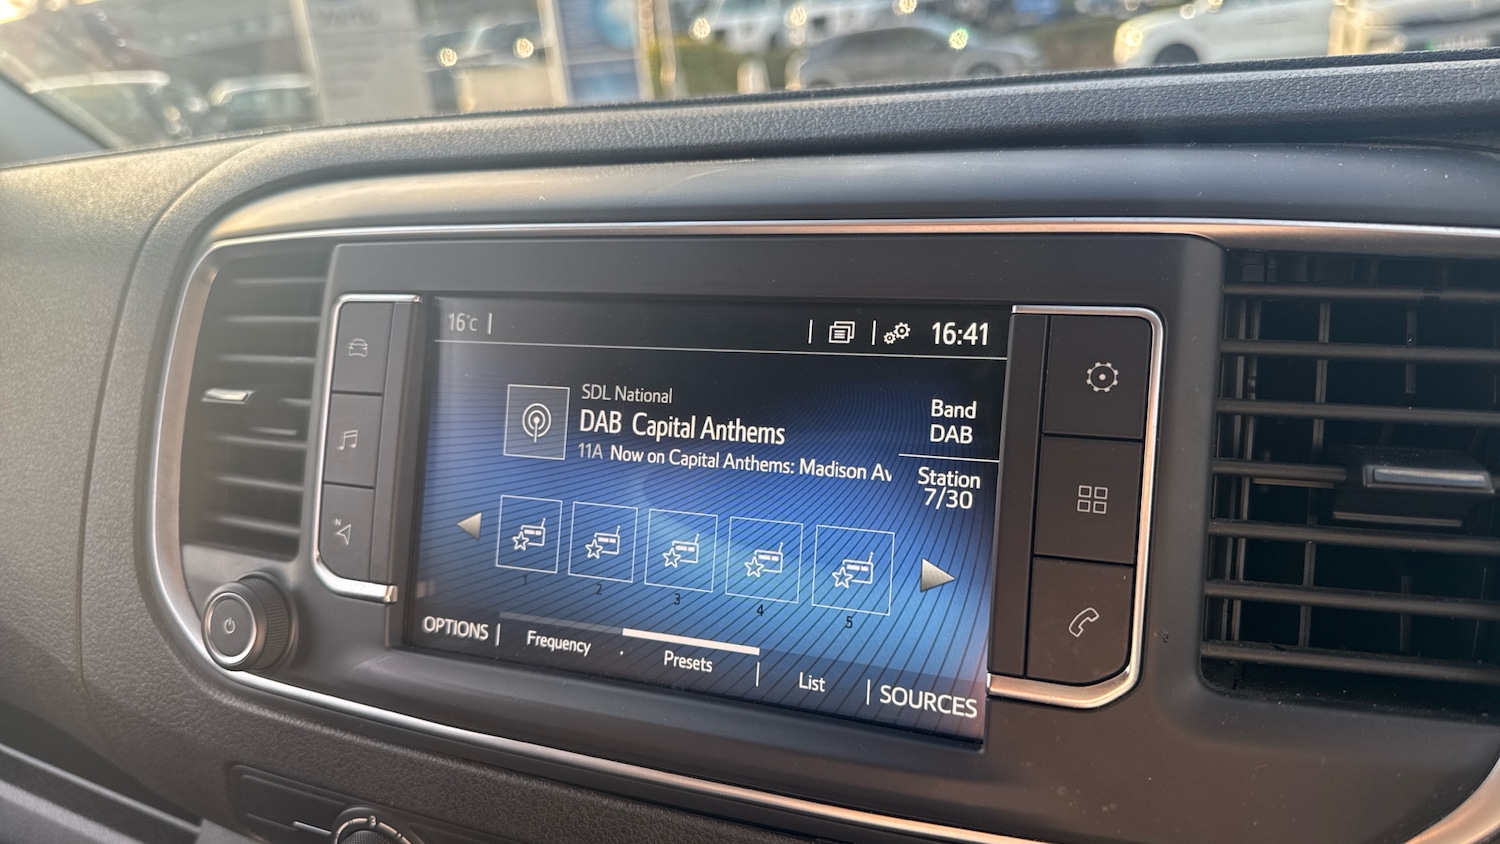 16°C
16:41
SDL National
DAB Capital Anthems
11A Now on Capital Anthems: Madison Av
Band
DAB
Station
7/30
1
2
3
4
5
OPTIONS
Frequency
Presets
List
SOURCES
N
3